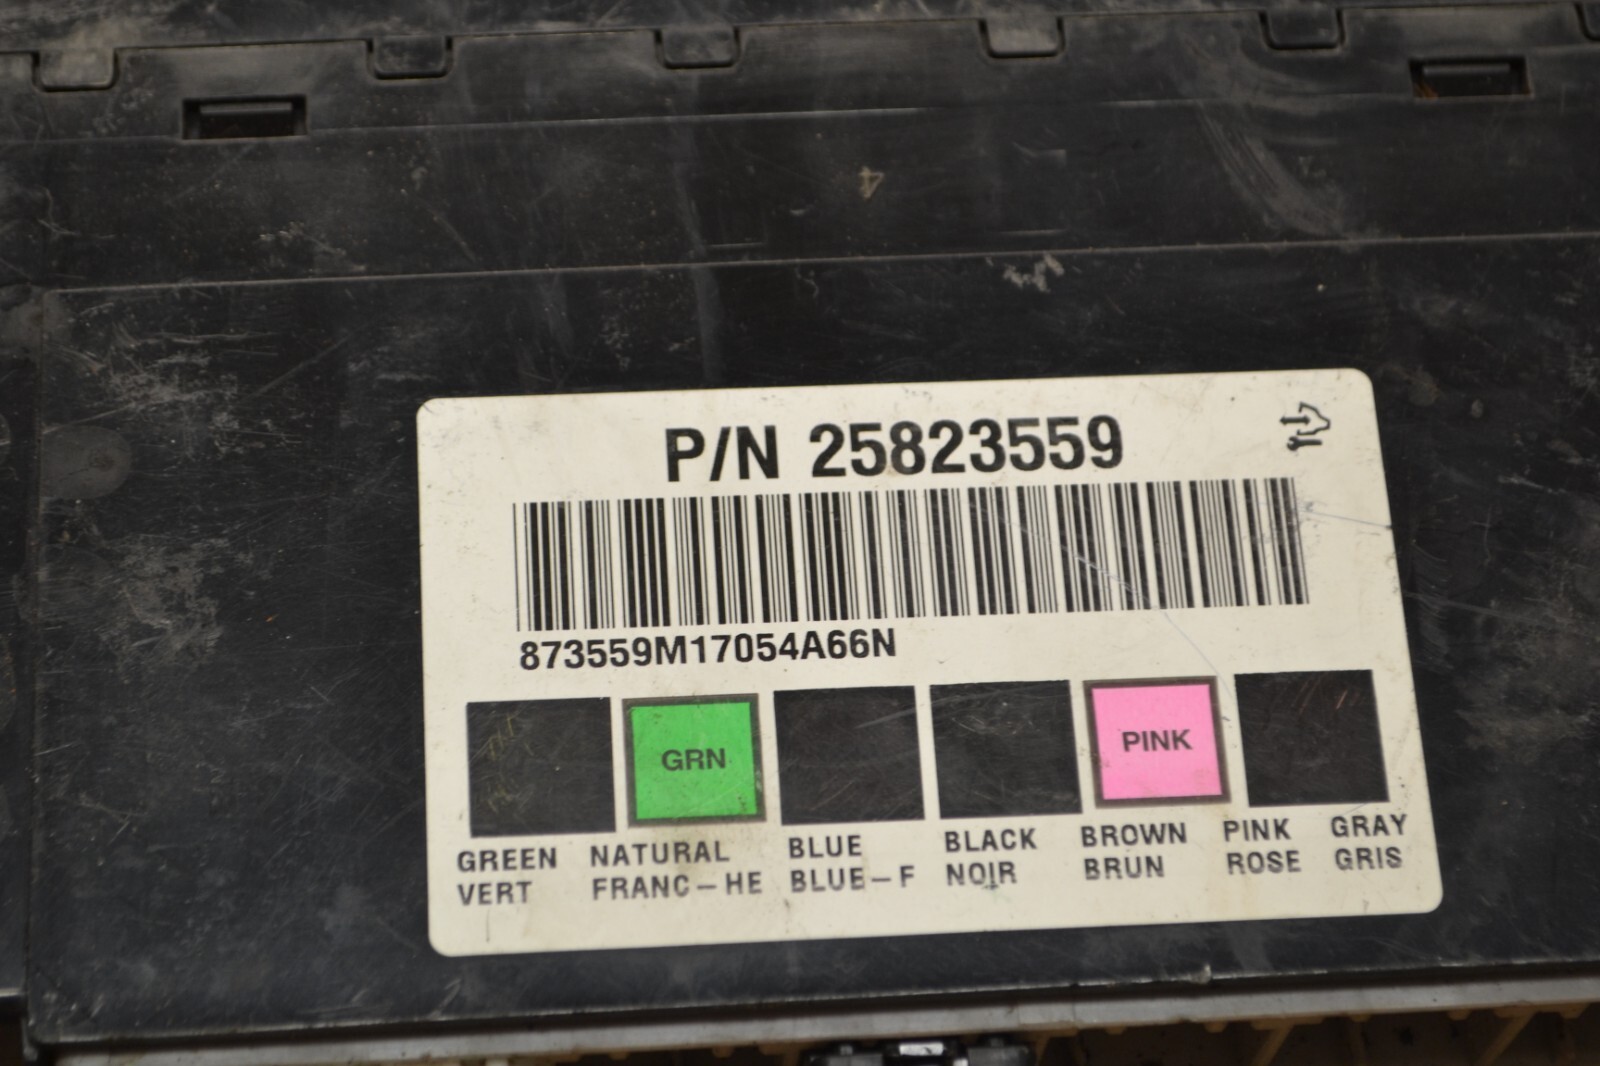 P/N 25823559
873559M17054A66N
GRN PINK
GREEN NATURAL BLUE BLACK BROWN PINK GRAY
VERT FRANC-HE BLUE-F NOIR BRUN ROSE GRIS